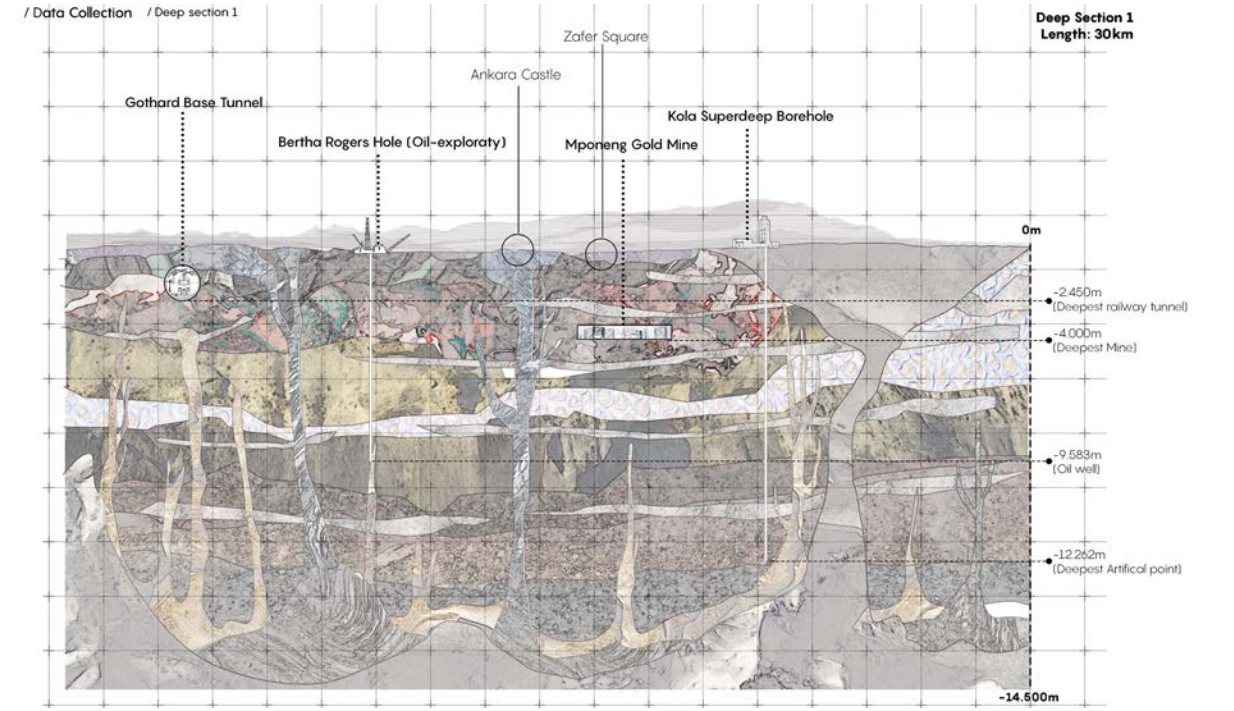 / Data Collection / Deep section 1
Deep Section 1
Length: 30km
Zafer Square
Ankara Castle
Gothard Base Tunnel
Kola Superdeep Borehole
Bertha Rogers Hole (Oil-exploraty)
Mponeng Gold Mine
0m
-2.450m
(Deepest railway tunnel)
-4.000m
(Deepest Mine)
-9.583m
(Oil well)
-12.262m
(Deepest Artifical point)
-14.500m